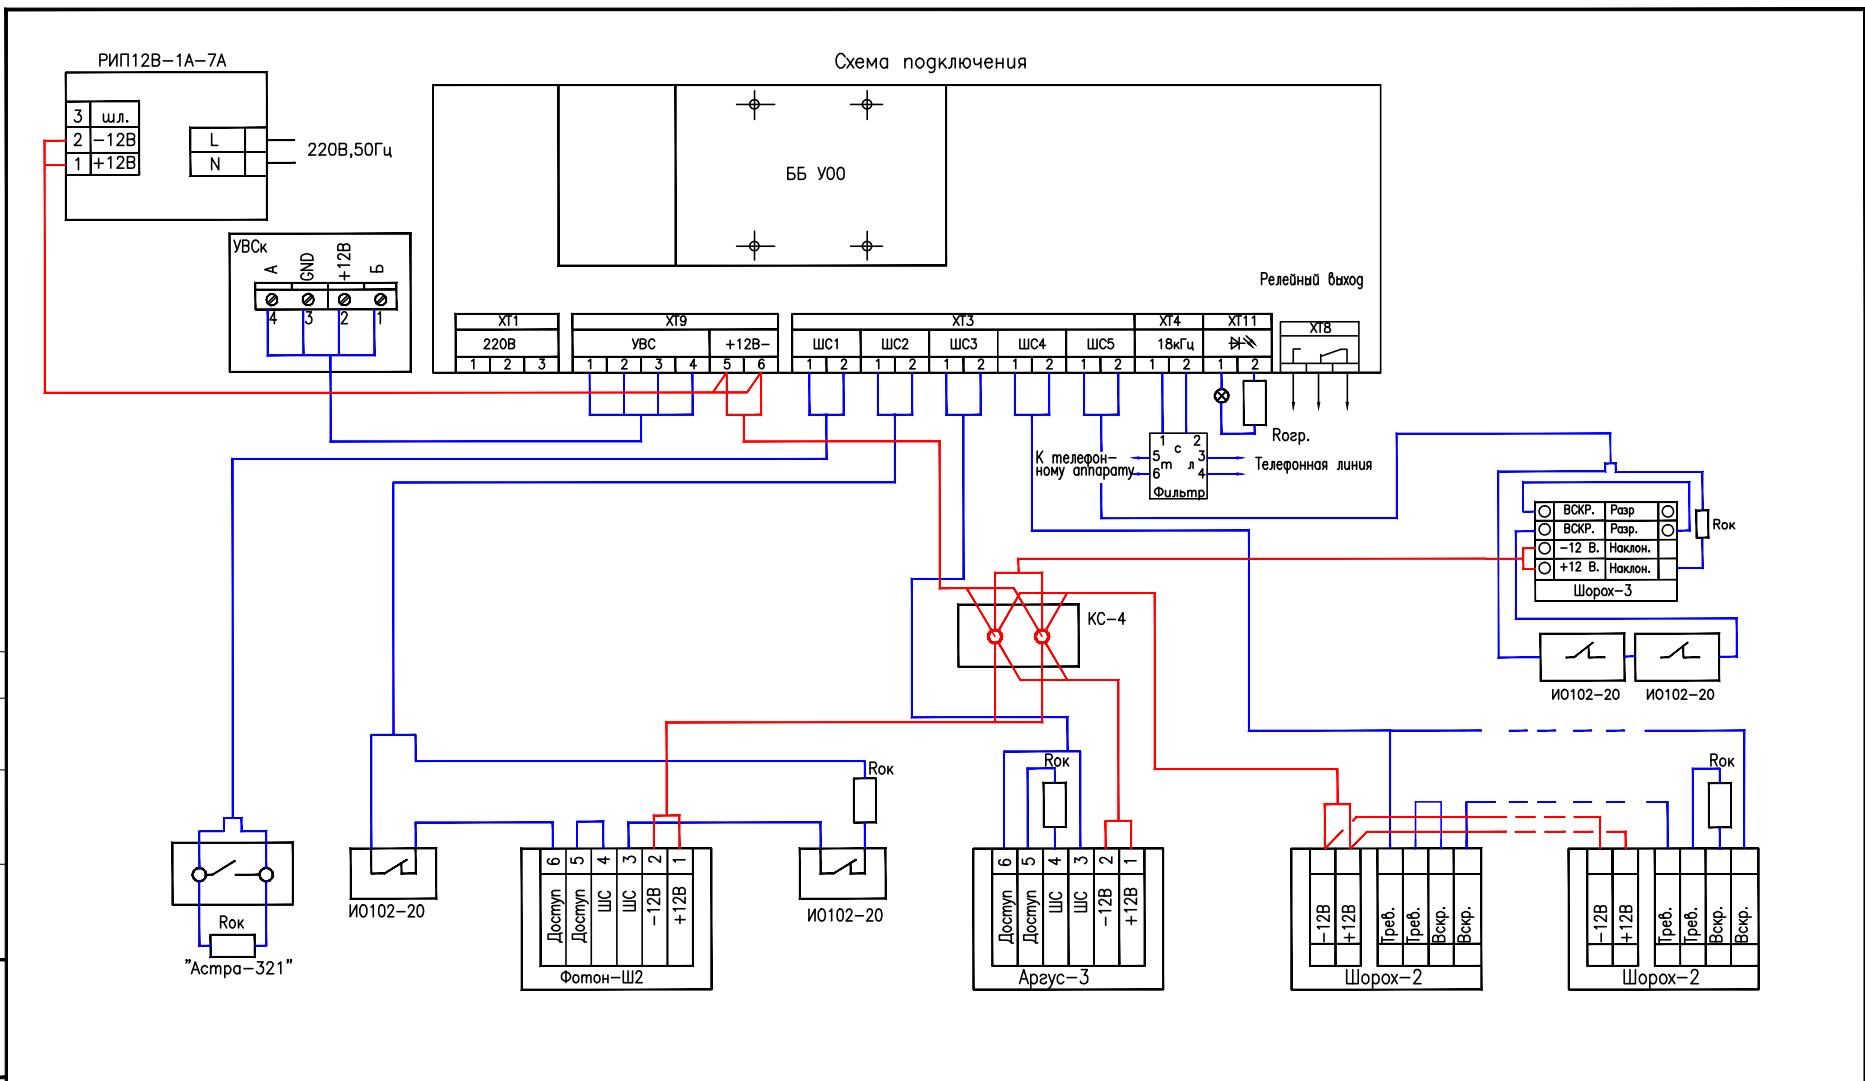 Схема подключения
РИП12В-1А-7А
3 шл.
2 -12В
1 +12В
L
N
220В,50Гц
ББ УОО
УВСк
А GND +12В Б
4 3 2 1
Релейный выход
ХТ1 ХТ9 ХТ3 ХТ4 ХТ11 ХТ8
220В УВС +12В- ШС1 ШС2 ШС3 ШС4 ШС5 18кГц
1 2 3 1 2 3 4 5 6 1 2 1 2 1 2 1 2 1 2 1 2 1 2
Rогр.
К телефон-
ному аппарату
1 2
5 с 3
6 т л 4
Фильтр
Телефонная линия
ВСКР. Разр
ВСКР. Разр.
-12 В. Наклон.
+12 В. Наклон.
Шорох-3
Rок
КС-4
ИО102-20 ИО102-20
Rок
"Астра-321"
ИО102-20
6 5 4 3 2 1
Доступ Доступ ШС ШС -12В +12В
Фотон-Ш2
Rок
ИО102-20
Rок
6 5 4 3 2 1
Доступ Доступ ШС ШС -12В +12В
Аргус-3
-12В +12В Трев. Трев. Вскр. Вскр.
Шорох-2
Rок
-12В +12В Трев. Трев. Вскр. Вскр.
Шорох-2